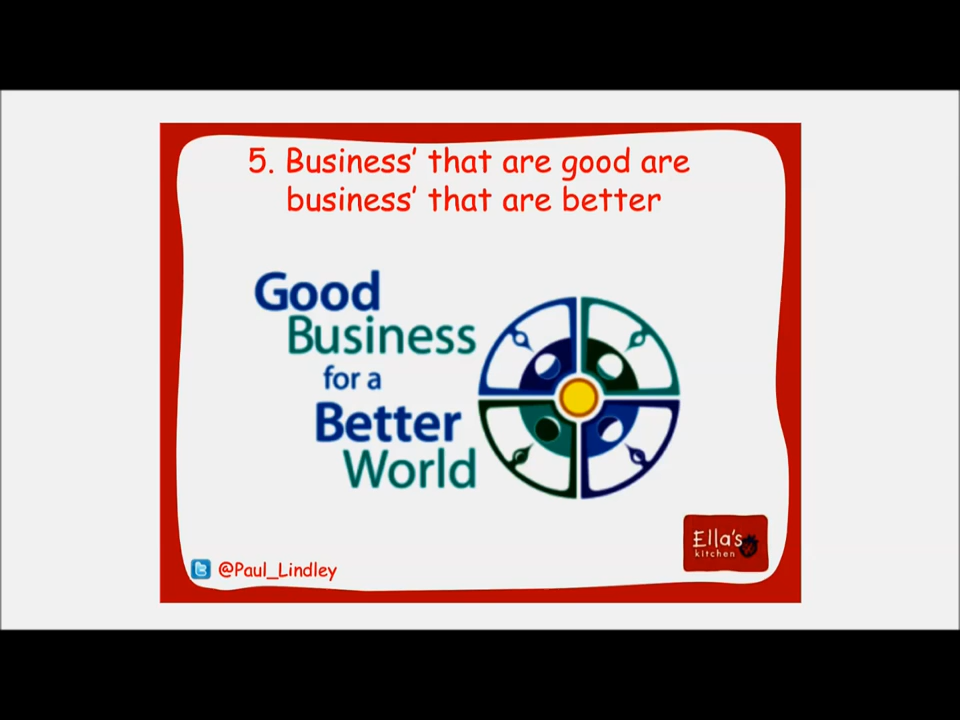 5. Business’ that are good are
business’ that are better
Good
Business
for a
Better
World
Ella's
kitchen
@Paul_Lindley